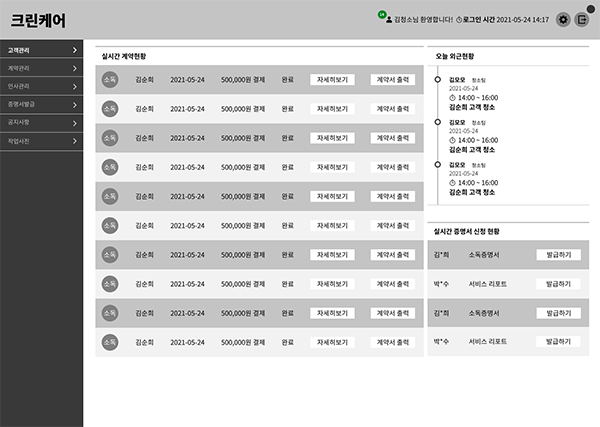 크린케어
14
김청소님 환영합니다! 로그인 시간 2021-05-24 14:17
고객관리
계약관리
인사관리
증명서발급
공지사항
작업사진
실시간 계약현황
소독 김순희 2021-05-24 500,000원 결제 완료 자세히보기 계약서 출력
소독 김순희 2021-05-24 500,000원 결제 완료 자세히보기 계약서 출력
소독 김순희 2021-05-24 500,000원 결제 완료 자세히보기 계약서 출력
소독 김순희 2021-05-24 500,000원 결제 완료 자세히보기 계약서 출력
소독 김순희 2021-05-24 500,000원 결제 완료 자세히보기 계약서 출력
소독 김순희 2021-05-24 500,000원 결제 완료 자세히보기 계약서 출력
소독 김순희 2021-05-24 500,000원 결제 완료 자세히보기 계약서 출력
소독 김순희 2021-05-24 500,000원 결제 완료 자세히보기 계약서 출력
소독 김순희 2021-05-24 500,000원 결제 완료 자세히보기 계약서 출력
소독 김순희 2021-05-24 500,000원 결제 완료 자세히보기 계약서 출력
오늘 외근현황
김모모 청소팀
2021-05-24
14:00 ~ 16:00
김순희 고객 청소
김모모 청소팀
2021-05-24
14:00 ~ 16:00
김순희 고객 청소
김모모 청소팀
2021-05-24
14:00 ~ 16:00
김순희 고객 청소
실시간 증명서 신청 현황
김*희 소독증명서 발급하기
박*수 서비스 리포트 발급하기
김*희 소독증명서 발급하기
박*수 서비스 리포트 발급하기